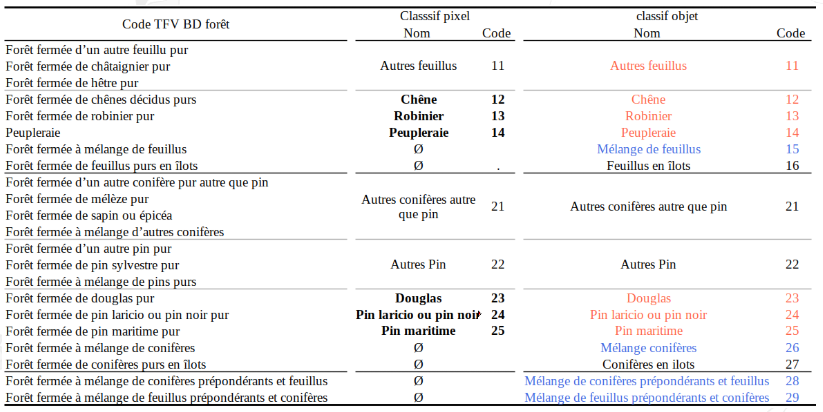 Code TFV BD forêt Classsif pixel classif objet
Nom Code Nom Code
Forêt fermée d’un autre feuillu pur
Forêt fermée de châtaignier pur Autres feuillus 11 Autres feuillus 11
Forêt fermée de hêtre pur
Forêt fermée de chênes décidus purs Chêne 12 Chêne 12
Forêt fermée de robinier pur Robinier 13 Robinier 13
Peupleraie Peupleraie 14 Peupleraie 14
Forêt fermée à mélange de feuillus Ø Mélange de feuillus 15
Forêt fermée de feuillus purs en îlots Ø . Feuillus en îlots 16
Forêt fermée d’un autre conifère pur autre que pin
Forêt fermée de mélèze pur Autres conifères autre que pin 21 Autres conifères autre que pin 21
Forêt fermée de sapin ou épicéa
Forêt fermée à mélange d’autres conifères
Forêt fermée d’un autre pin pur
Forêt fermée de pin sylvestre pur Autres Pin 22 Autres Pin 22
Forêt fermée à mélange de pins purs
Forêt fermée de douglas pur Douglas 23 Douglas 23
Forêt fermée de pin laricio ou pin noir pur Pin laricio ou pin noir 24 Pin laricio ou pin noir 24
Forêt fermée de pin maritime pur Pin maritime 25 Pin maritime 25
Forêt fermée à mélange de conifères Ø Mélange conifères 26
Forêt fermée de conifères purs en îlots Ø Conifères en ilots 27
Forêt fermée à mélange de conifères prépondérants et feuillus Ø Mélange de conifères prépondérants et feuillus 28
Forêt fermée à mélange de feuillus prépondérants et conifères Ø Mélange de feuillus prépondérants et conifères 29